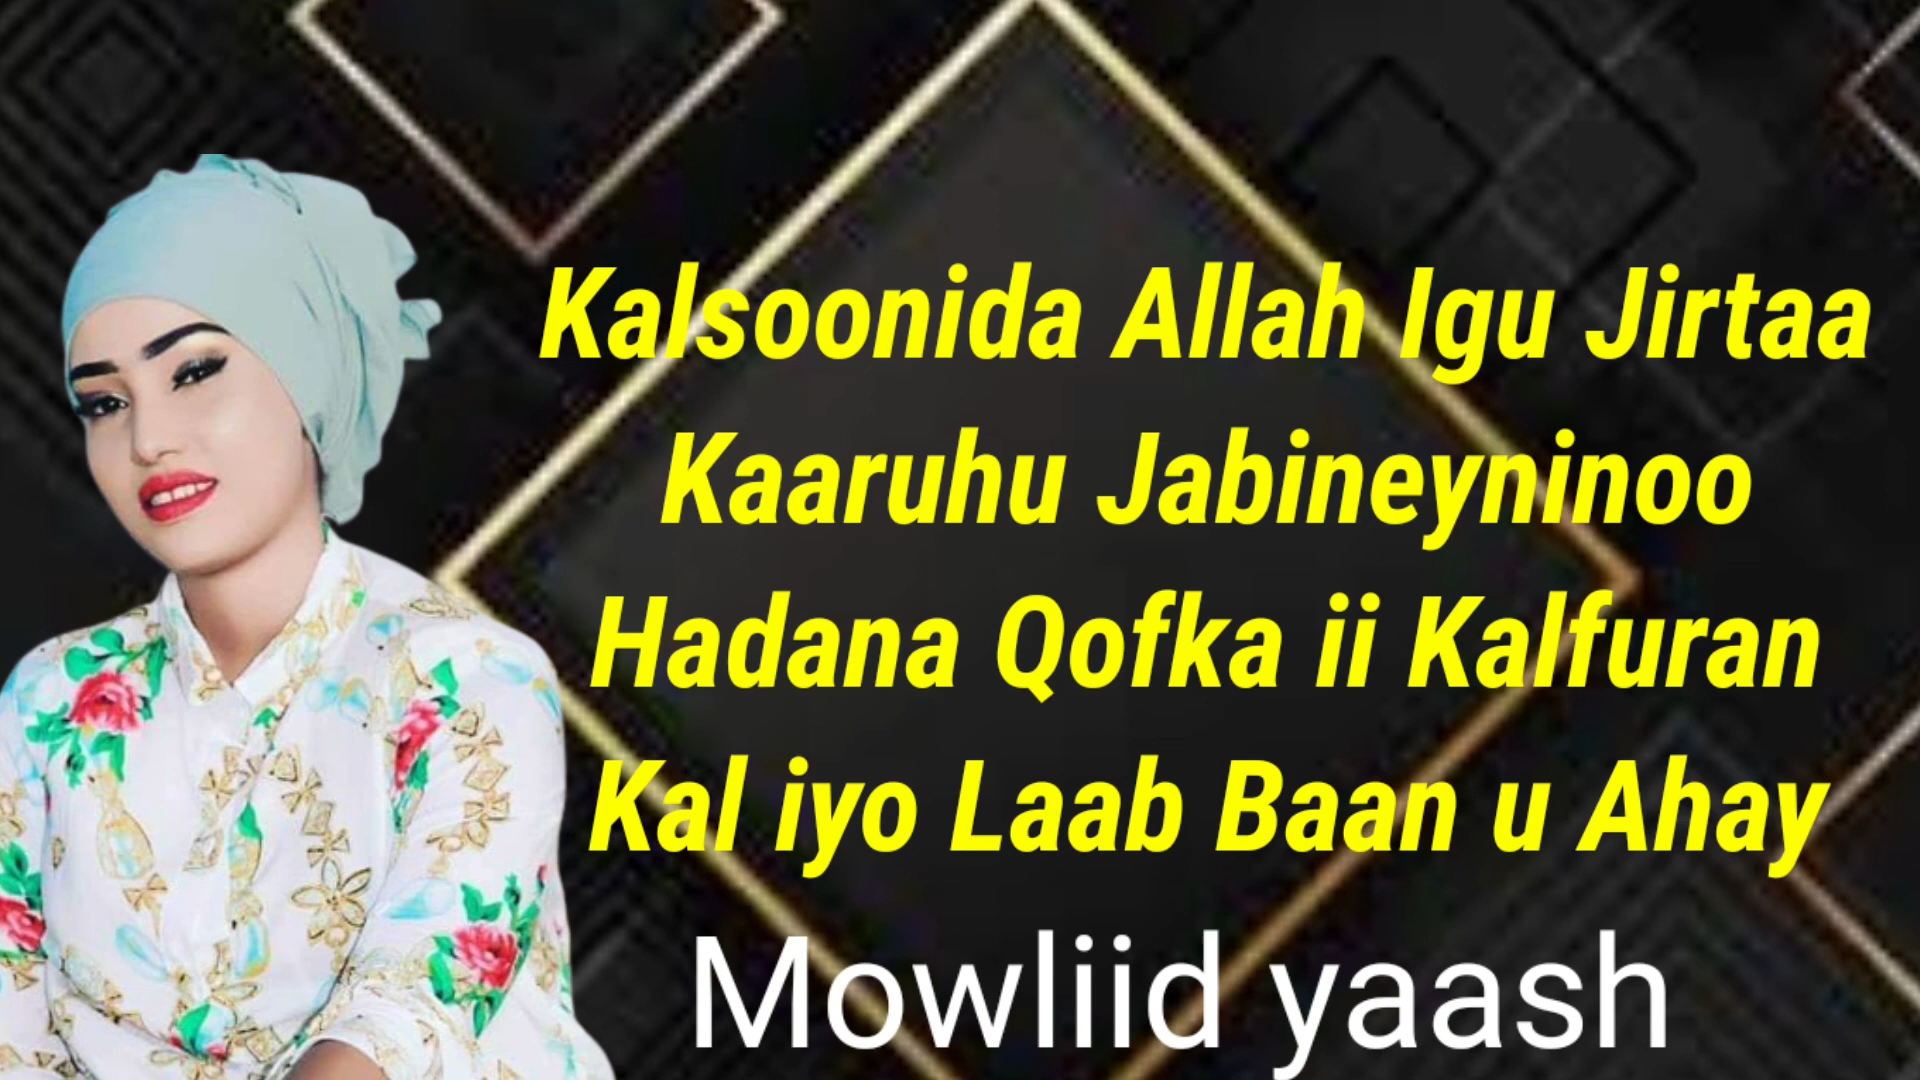 Kalsoonida Allah Igu Jirtaa
Kaaruhu Jabineyninoo
Hadana Qofka ii Kalfuran
Kal iyo Laab Baan u Ahay
Mowliid yaash